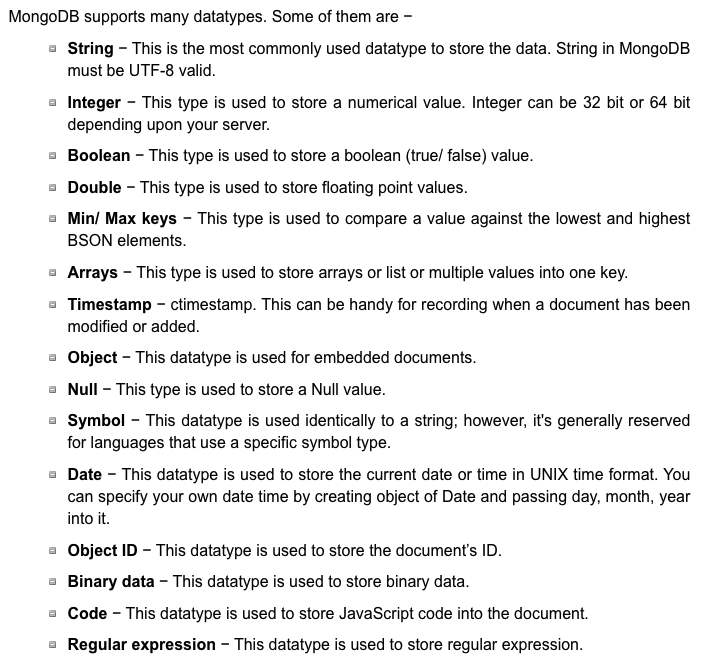 MongoDB supports many datatypes. Some of them are −
String − This is the most commonly used datatype to store the data. String in MongoDB
must be UTF-8 valid.
Integer − This type is used to store a numerical value. Integer can be 32 bit or 64 bit
depending upon your server.
Boolean − This type is used to store a boolean (true/ false) value.
Double − This type is used to store floating point values.
Min/ Max keys − This type is used to compare a value against the lowest and highest
BSON elements.
Arrays − This type is used to store arrays or list or multiple values into one key.
Timestamp − ctimestamp. This can be handy for recording when a document has been
modified or added.
Object − This datatype is used for embedded documents.
Null − This type is used to store a Null value.
Symbol − This datatype is used identically to a string; however, it's generally reserved
for languages that use a specific symbol type.
Date − This datatype is used to store the current date or time in UNIX time format. You
can specify your own date time by creating object of Date and passing day, month, year
into it.
Object ID − This datatype is used to store the document’s ID.
Binary data − This datatype is used to store binary data.
Code − This datatype is used to store JavaScript code into the document.
Regular expression − This datatype is used to store regular expression.